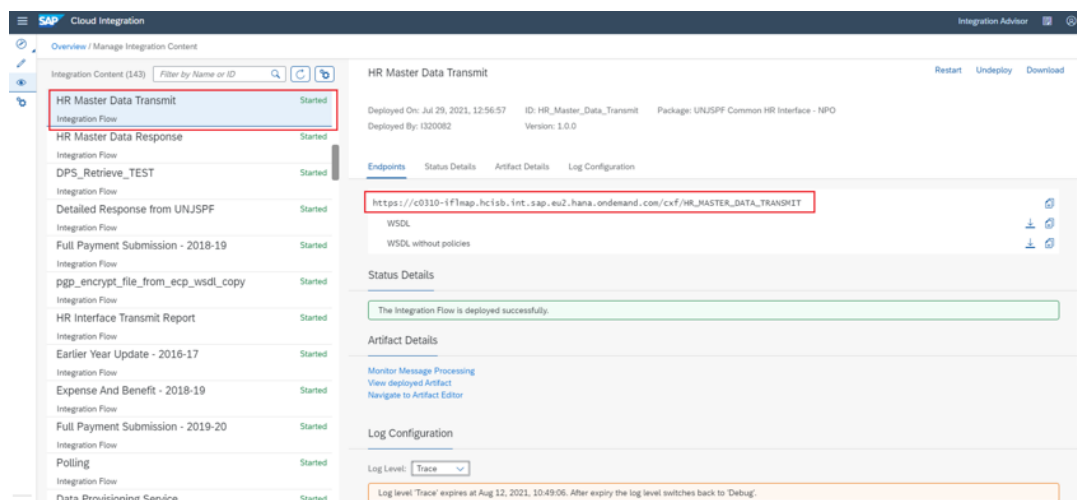 SAP Cloud Integration
Integration Advisor
Overview / Manage Integration Content
Integration Content (143) Filter by Name or ID
HR Master Data Transmit Started
Integration Flow
HR Master Data Response Started
Integration Flow
DPS_Retrieve_TEST Started
Integration Flow
Detailed Response from UNJSPF Started
Integration Flow
Full Payment Submission - 2018-19 Started
Integration Flow
pgp_encrypt_file_from_ecp_wsdl_copy Started
Integration Flow
HR Interface Transmit Report Started
Integration Flow
Earlier Year Update - 2016-17 Started
Integration Flow
Expense And Benefit - 2018-19 Started
Integration Flow
Full Payment Submission - 2019-20 Started
Integration Flow
Polling Started
Integration Flow
Data Provisioning Service Started
HR Master Data Transmit
Restart Undeploy Download
Deployed On: Jul 29, 2021, 12:56:57 ID: HR_Master_Data_Transmit Package: UNJSPF Common HR Interface - NPO
Deployed By: I320082 Version: 1.0.0
Endpoints Status Details Artifact Details Log Configuration
https://c0310-iflmap.hcisb.int.sap.eu2.hana.ondemand.com/cxf/HR_MASTER_DATA_TRANSMIT
WSDL
WSDL without policies
Status Details
The Integration Flow is deployed successfully.
Artifact Details
Monitor Message Processing
View deployed Artifact
Navigate to Artifact Editor
Log Configuration
Log Level: Trace
Log level 'Trace' expires at Aug 12, 2021, 10:49:06. After expiry the log level switches back to 'Debug'.